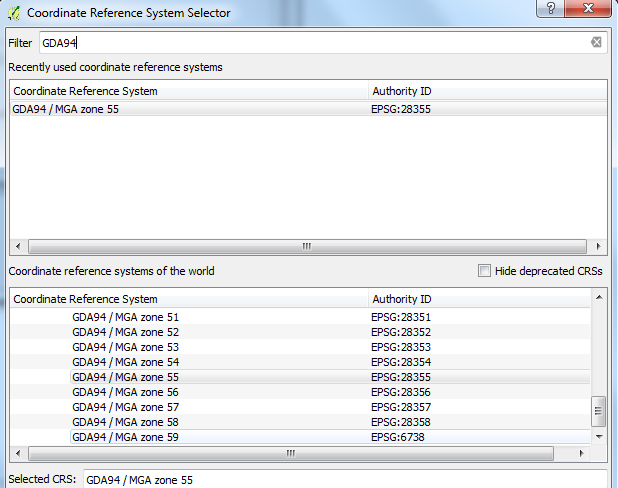 Coordinate Reference System Selector
Filter GDA94
Recently used coordinate reference systems
Coordinate Reference System Authority ID
GDA94 / MGA zone 55 EPSG:28355
Coordinate reference systems of the world Hide deprecated CRSs
Coordinate Reference System Authority ID
GDA94 / MGA zone 51 EPSG:28351
GDA94 / MGA zone 52 EPSG:28352
GDA94 / MGA zone 53 EPSG:28353
GDA94 / MGA zone 54 EPSG:28354
GDA94 / MGA zone 55 EPSG:28355
GDA94 / MGA zone 56 EPSG:28356
GDA94 / MGA zone 57 EPSG:28357
GDA94 / MGA zone 58 EPSG:28358
GDA94 / MGA zone 59 EPSG:6738
Selected CRS: GDA94 / MGA zone 55